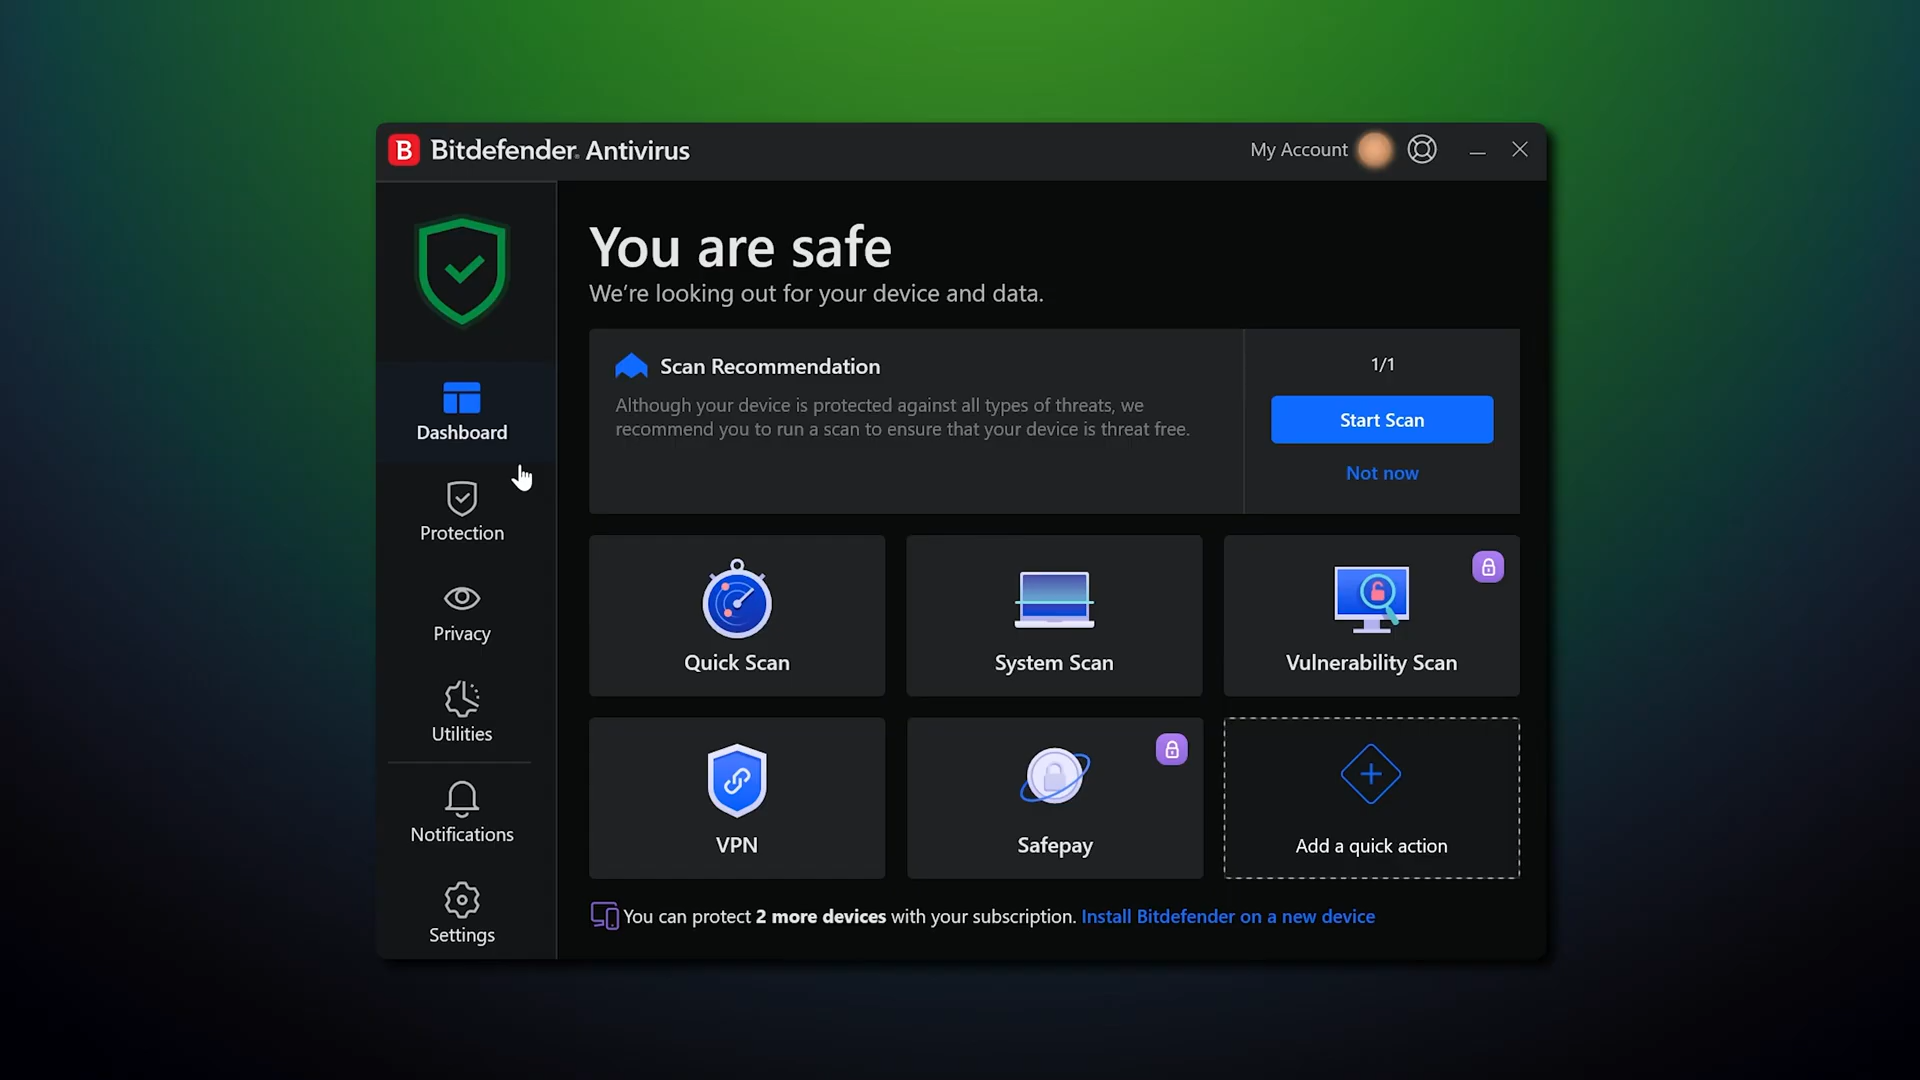 B Bitdefender Antivirus
My Account
You are safe
We're looking out for your device and data.
Scan Recommendation
Although your device is protected against all types of threats, we
recommend you to run a scan to ensure that your device is threat free.
1/1
Start Scan
Not now
Dashboard
Protection
Privacy
Utilities
Notifications
Settings
Quick Scan
System Scan
Vulnerability Scan
VPN
Safepay
Add a quick action
You can protect 2 more devices with your subscription. Install Bitdefender on a new device